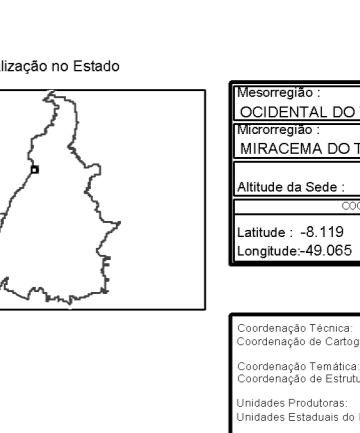 lização no Estado
Mesorregião :
OCIDENTAL DO
Microrregião :
MIRACEMA DO T
Altitude da Sede :
COO
Latitude : -8.119
Longitude:-49.065
Coordenação Técnica:
Coordenação de Cartog
Coordenação Temática:
Coordenação de Estrutu
Unidades Produtoras:
Unidades Estaduais do I